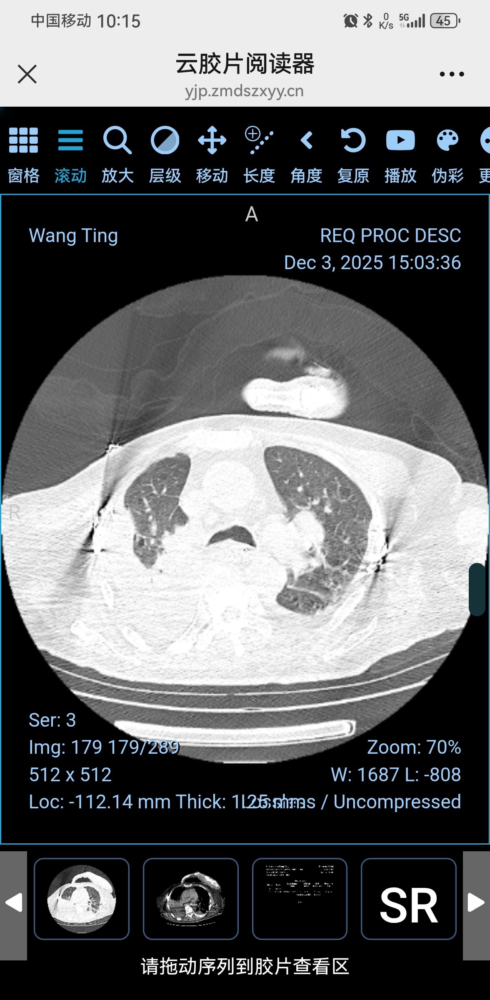 中国移动 10:15
0 K/s 5G 45
云胶片阅读器
yjp.zmdszxyy.cn
窗格 滚动 放大 层级 移动 长度 角度 复原 播放 伪彩
A
Wang Ting
REQ PROC DESC
Dec 3, 2025 15:03:36
R
Ser: 3
Img: 179 179/289
Zoom: 70%
512 x 512
W: 1687 L: -808
Loc: -112.14 mm Thick: 1.25 mm
/ Uncompressed
SR
请拖动序列到胶片查看区